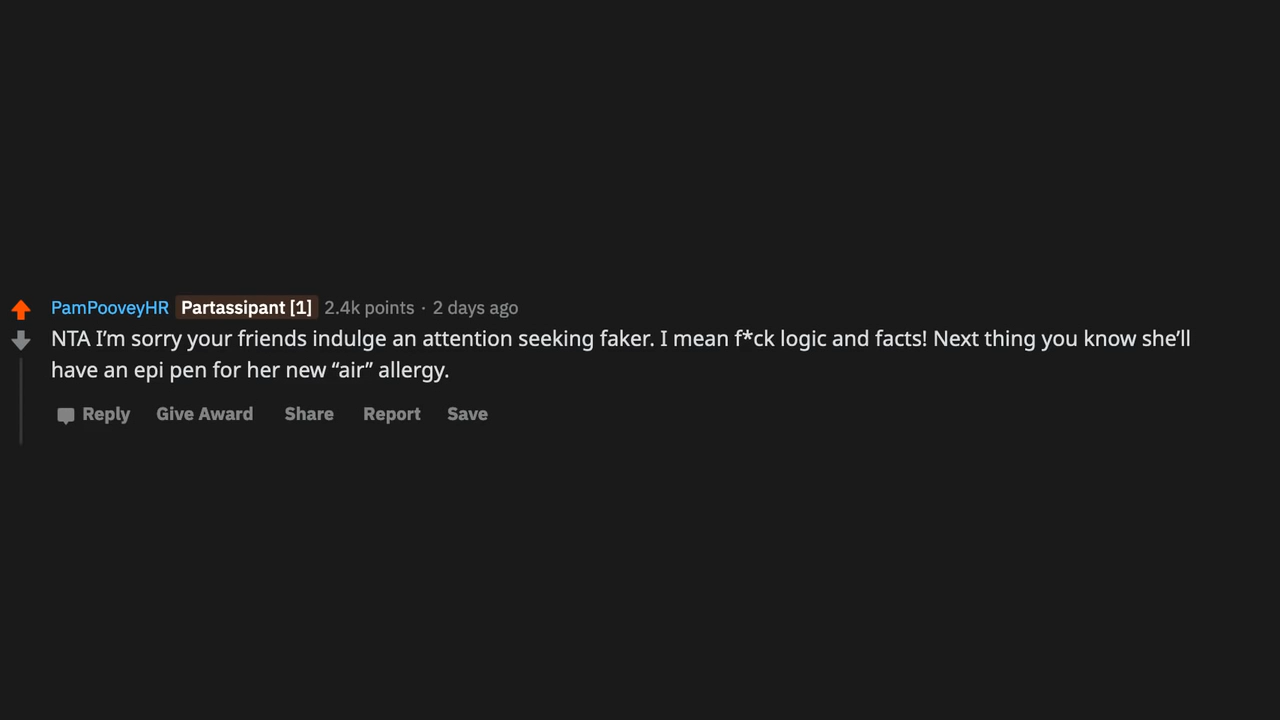 PamPooveyHR Partassipant [1] 2.4k points · 2 days ago
NTA I’m sorry your friends indulge an attention seeking faker. I mean f*ck logic and facts! Next thing you know she’ll
have an epi pen for her new “air” allergy.
Reply Give Award Share Report Save